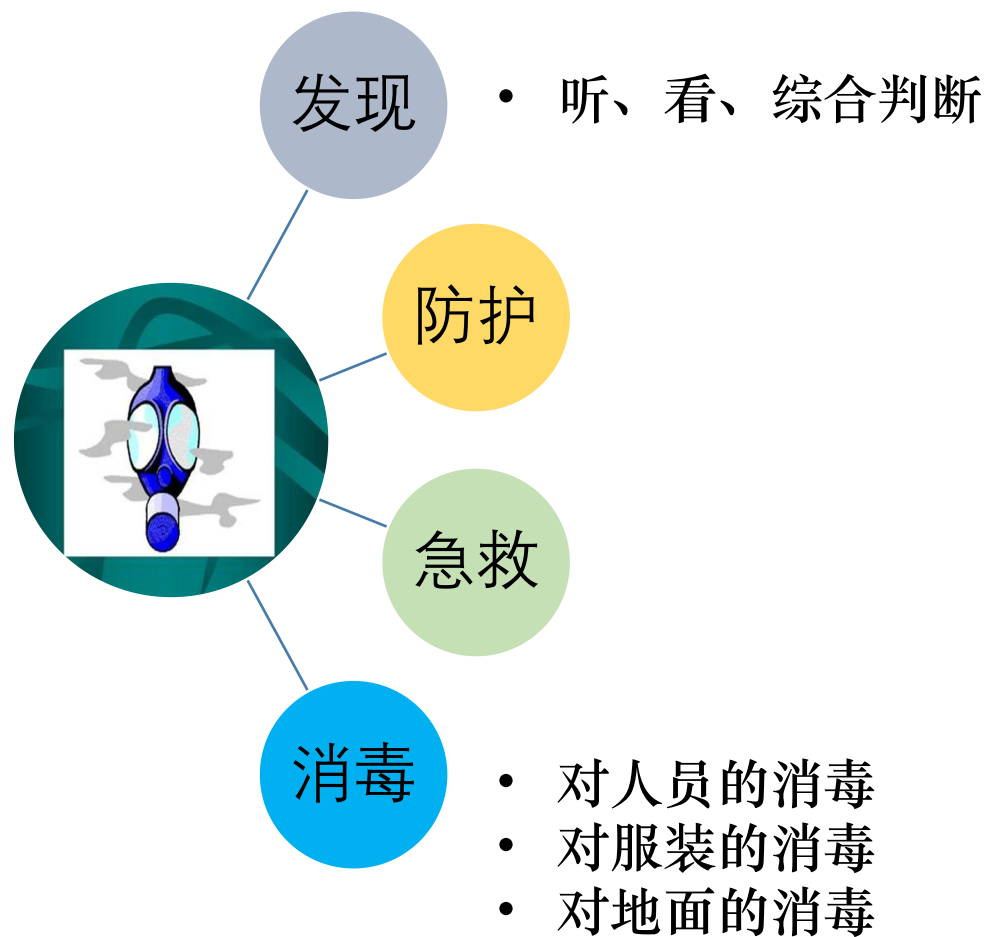 发现
• 听、看、综合判断
防护
急救
消毒
• 对人员的消毒
• 对服装的消毒
• 对地面的消毒